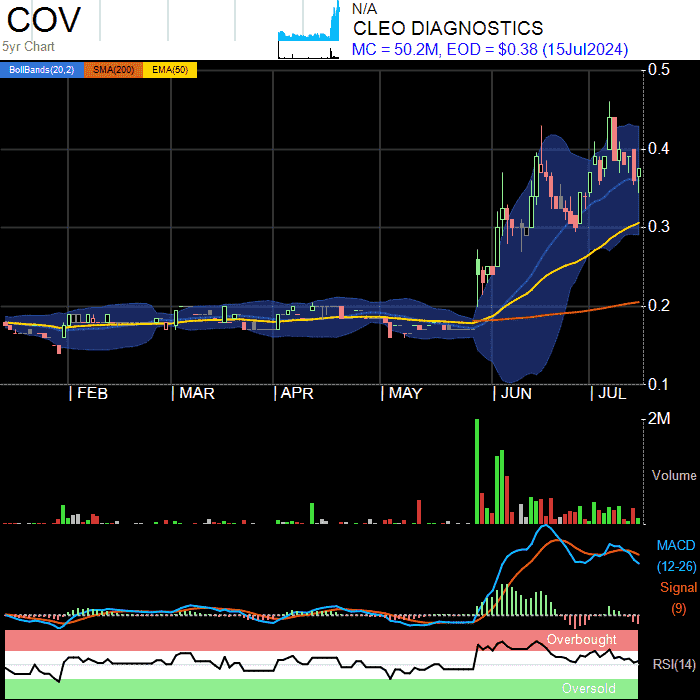 COV
N/A
CLEO DIAGNOSTICS
5yr Chart
MC = 50.2M, EOD = $0.38 (15Jul2024)
BollBands(20,2) SMA(200) EMA(50)
0.5
0.4
0.3
0.2
0.1
FEB MAR APR MAY JUN JUL
2M
Volume
MACD
(12-26)
Signal
(9)
Overbought
RSI(14)
Oversold